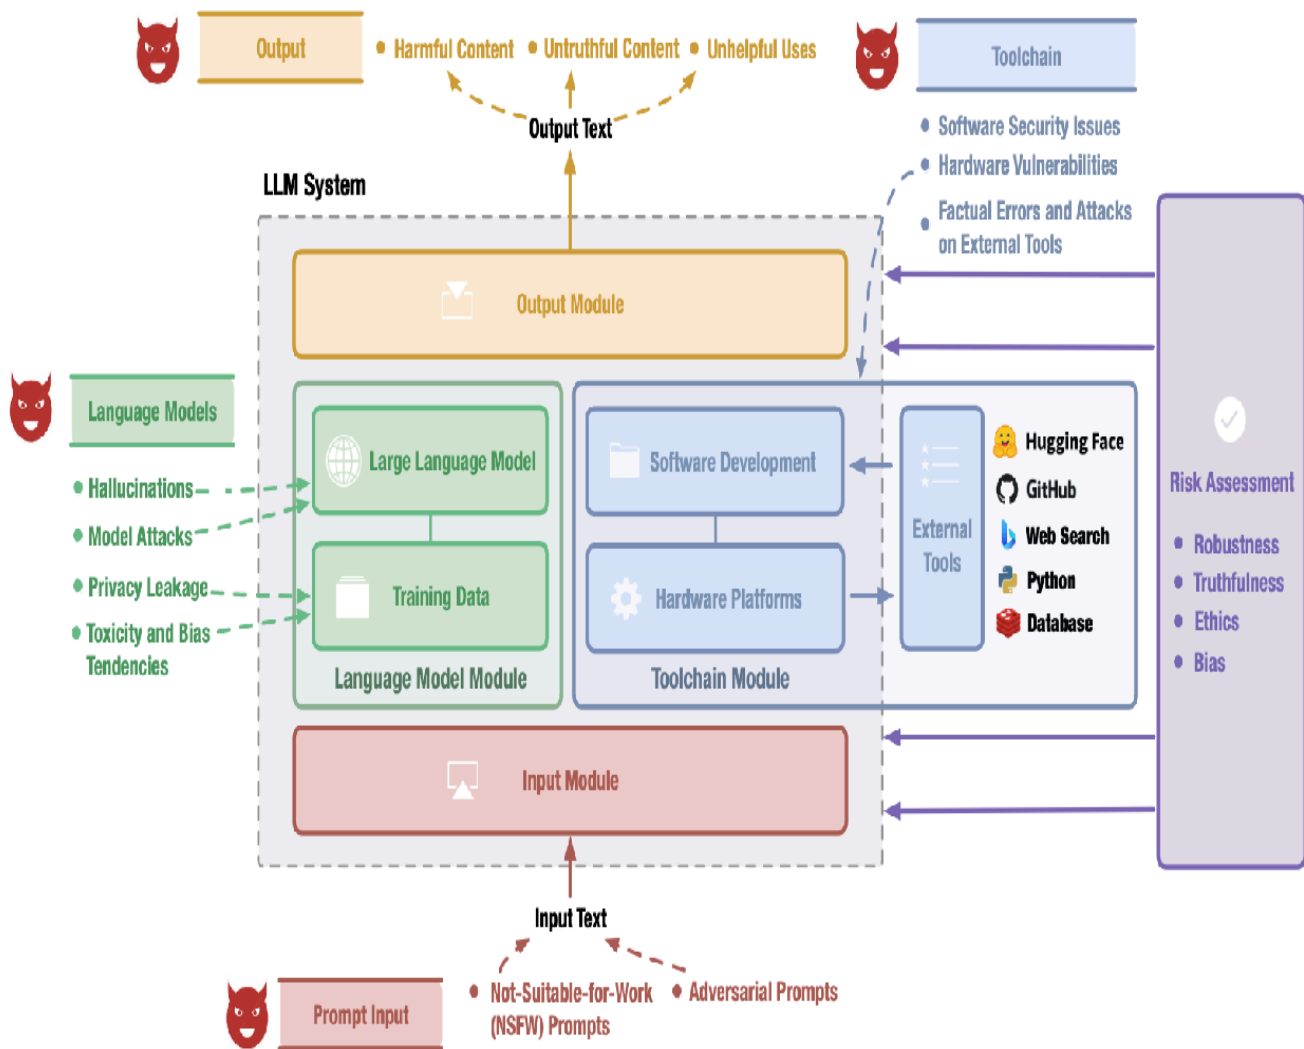 Output
Harmful Content
Untruthful Content
Unhelpful Uses
Toolchain
Output Text
Software Security Issues
Hardware Vulnerabilities
Factual Errors and Attacks
on External Tools
LLM System
Output Module
Language Models
Hallucinations
Model Attacks
Privacy Leakage
Toxicity and Bias
Tendencies
Large Language Model
Training Data
Language Model Module
Software Development
Hardware Platforms
Toolchain Module
External
Tools
Hugging Face
GitHub
Web Search
Python
Database
Risk Assessment
Robustness
Truthfulness
Ethics
Bias
Input Module
Input Text
Prompt Input
Not-Suitable-for-Work
(NSFW) Prompts
Adversarial Prompts